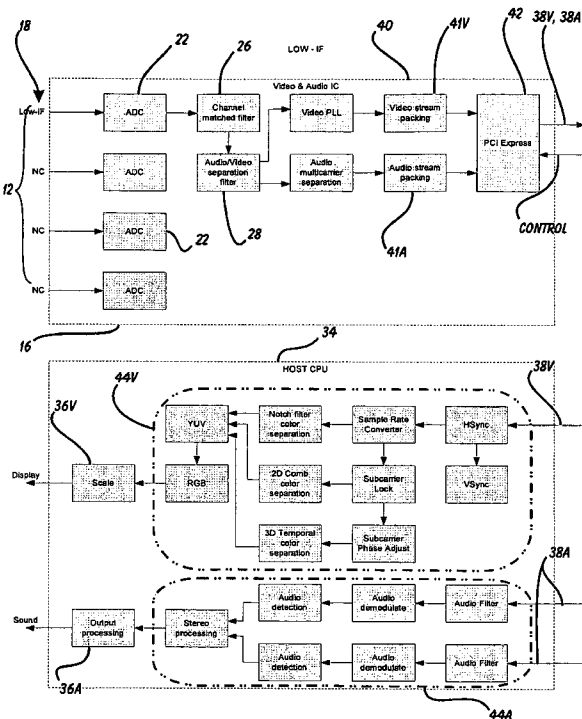 18
22
26
LOW - IF
40
41V
42
38V, 38A
Video & Audio IC
Low-IF
ADC
Channel matched filter
Video PLL
Video stream packing
PCI Express
NC
ADC
Audio/Video separation filter
Audio multicarrier separation
Audio stream packing
12
NC
ADC
22
28
41A
CONTROL
NC
ADC
16
34
HOST CPU
44V
38V
36V
YUV
Notch filter color separation
Sample Rate Converter
HSync
Display
Scale
RGB
2D Comb color separation
Subcarrier Lock
VSync
3D Temporal color separation
Subcarrier Phase Adjust
38A
Sound
Output processing
Stereo processing
Audio detection
Audio demodulate
Audio Filter
Audio detection
Audio demodulate
Audio Filter
36A
44A